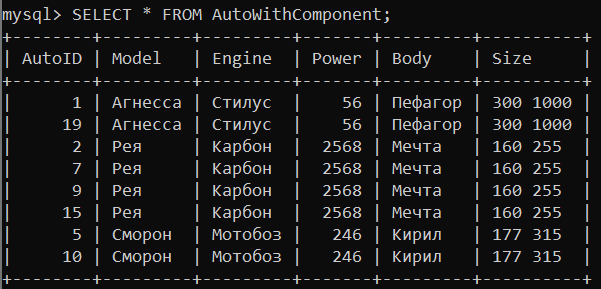 mysql> SELECT * FROM AutoWithComponent;
+--------+---------+---------+-------+---------+----------+
| AutoID | Model   | Engine  | Power | Body    | Size     |
+--------+---------+---------+-------+---------+----------+
|      1 | Агнесса | Стилус  |    56 | Пефагор | 300 1000 |
|     19 | Агнесса | Стилус  |    56 | Пефагор | 300 1000 |
|      2 | Рея     | Карбон  |  2568 | Мечта   | 160 255  |
|      7 | Рея     | Карбон  |  2568 | Мечта   | 160 255  |
|      9 | Рея     | Карбон  |  2568 | Мечта   | 160 255  |
|     15 | Рея     | Карбон  |  2568 | Мечта   | 160 255  |
|      5 | Сморон  | Мотобоз |   246 | Кирил   | 177 315  |
|     10 | Сморон  | Мотобоз |   246 | Кирил   | 177 315  |
+--------+---------+---------+-------+---------+----------+